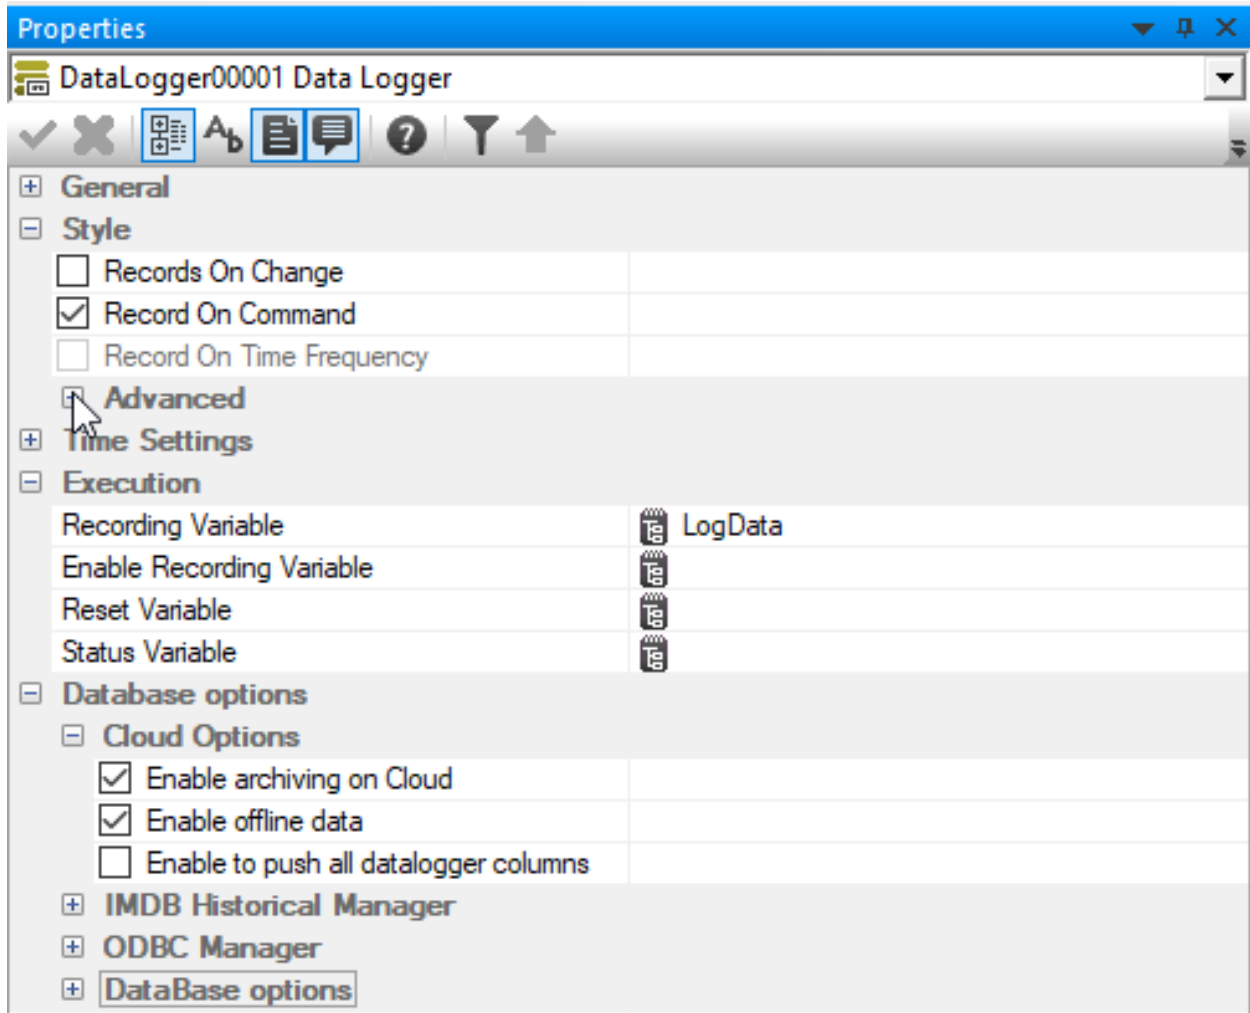 Properties
DataLogger00001 Data Logger
General
Style
Records On Change
Record On Command
Record On Time Frequency
Advanced
Time Settings
Execution
Recording Variable LogData
Enable Recording Variable
Reset Variable
Status Variable
Database options
Cloud Options
Enable archiving on Cloud
Enable offline data
Enable to push all datalogger columns
IMDB Historical Manager
ODBC Manager
DataBase options